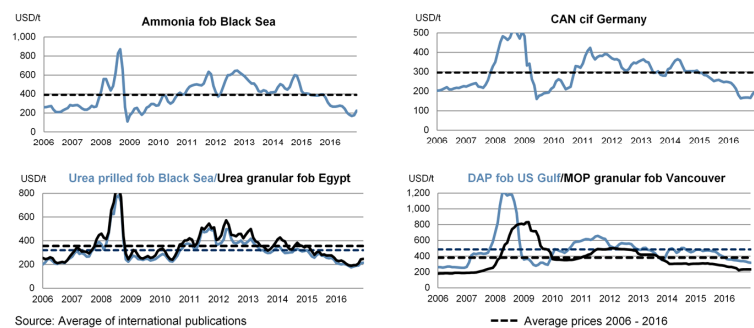 USD/t
Ammonia fob Black Sea
1,000
800
600
400
200
0
2006 2007 2008 2009 2010 2011 2012 2013 2014 2015 2016
USD/t
CAN cif Germany
500
400
300
200
100
0
2006 2007 2008 2009 2010 2011 2012 2013 2014 2015 2016
USD/t
Urea prilled fob Black Sea/Urea granular fob Egypt
800
600
400
200
0
2006 2007 2008 2009 2010 2011 2012 2013 2014 2015 2016
USD/t
DAP fob US Gulf/MOP granular fob Vancouver
1,200
1,000
800
600
400
200
0
2006 2007 2008 2009 2010 2011 2012 2013 2014 2015 2016
Source: Average of international publications
Average prices 2006 - 2016